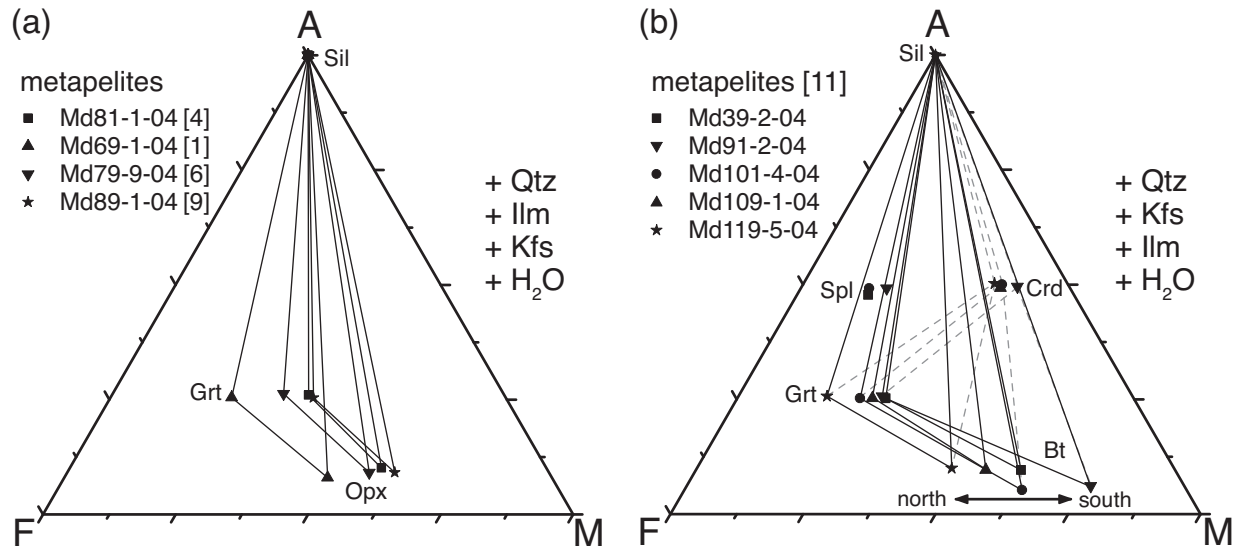 (a)
A
Sil
metapelites
Md81-1-04 [4]
Md69-1-04 [1]
Md79-9-04 [6]
Md89-1-04 [9]
+ Qtz
+ Ilm
+ Kfs
+ H2O
Grt
Opx
F
M
(b)
A
Sil
metapelites [11]
Md39-2-04
Md91-2-04
Md101-4-04
Md109-1-04
Md119-5-04
+ Qtz
+ Kfs
+ Ilm
+ H2O
Spl
Crd
Grt
Bt
north
south
F
M